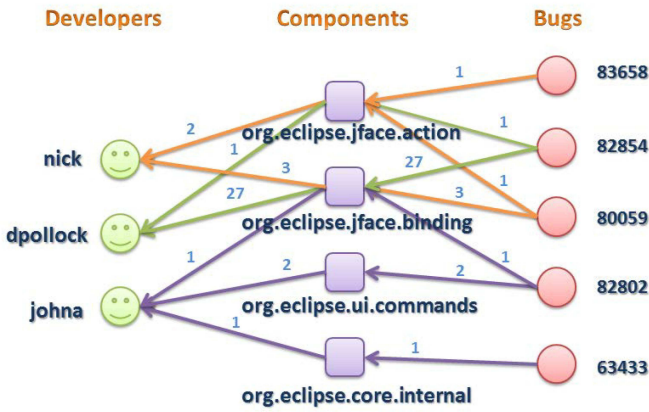 Developers Components Bugs
1 83658
2
org.eclipse.jface.action
1 82854
nick
1
27
3
27
org.eclipse.jface.binding
3
1
80059
dpollock
1
2
1
2
82802
johna
org.eclipse.ui.commands
1
1
63433
org.eclipse.core.internal